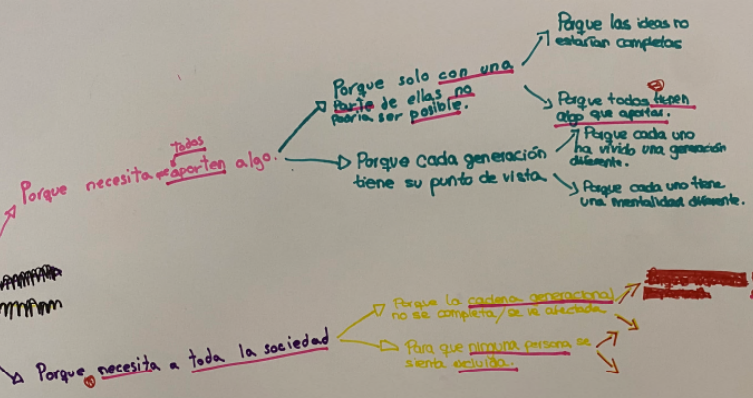 Porque las ideas no
estarían completas
Porque solo con una
parte de ellas no
podría ser posible.
Porque todos tienen
algo que aportar.
todos
Porque necesita aporten algo.
Porque cada generación
tiene su punto de vista
Porque cada uno
ha vivido una generación
diferente.
Porque cada uno tiene
una mentalidad diferente.
Porque la cadena generacional
no se completa/se ve afectada
Porque necesita a toda la sociedad
Para que ninguna persona se
sienta